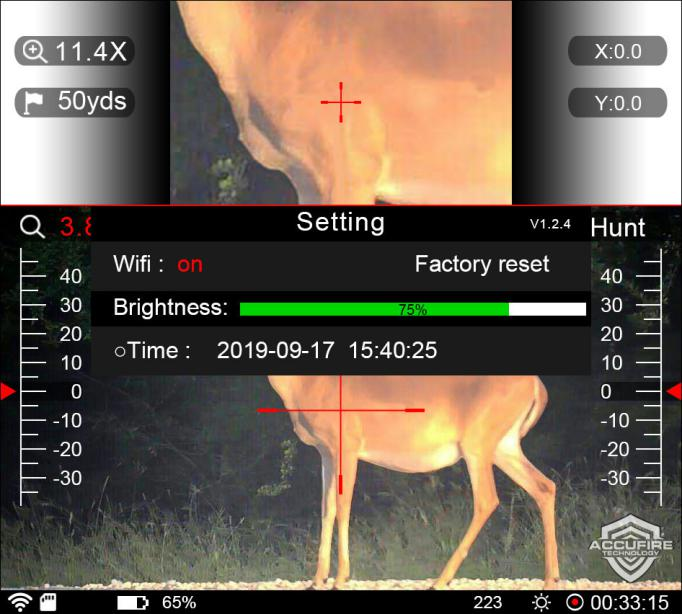 11.4X
X:0.0
50yds
Y:0.0
3.8
Setting
V1.2.4
Hunt
Wifi : on
Factory reset
Brightness:
75%
Time : 2019-09-17 15:40:25
40
30
20
10
0
-10
-20
-30
40
30
20
10
0
-10
-20
-30
ACCUFIRE
TECHNOLOGY
65%
223
00:33:15